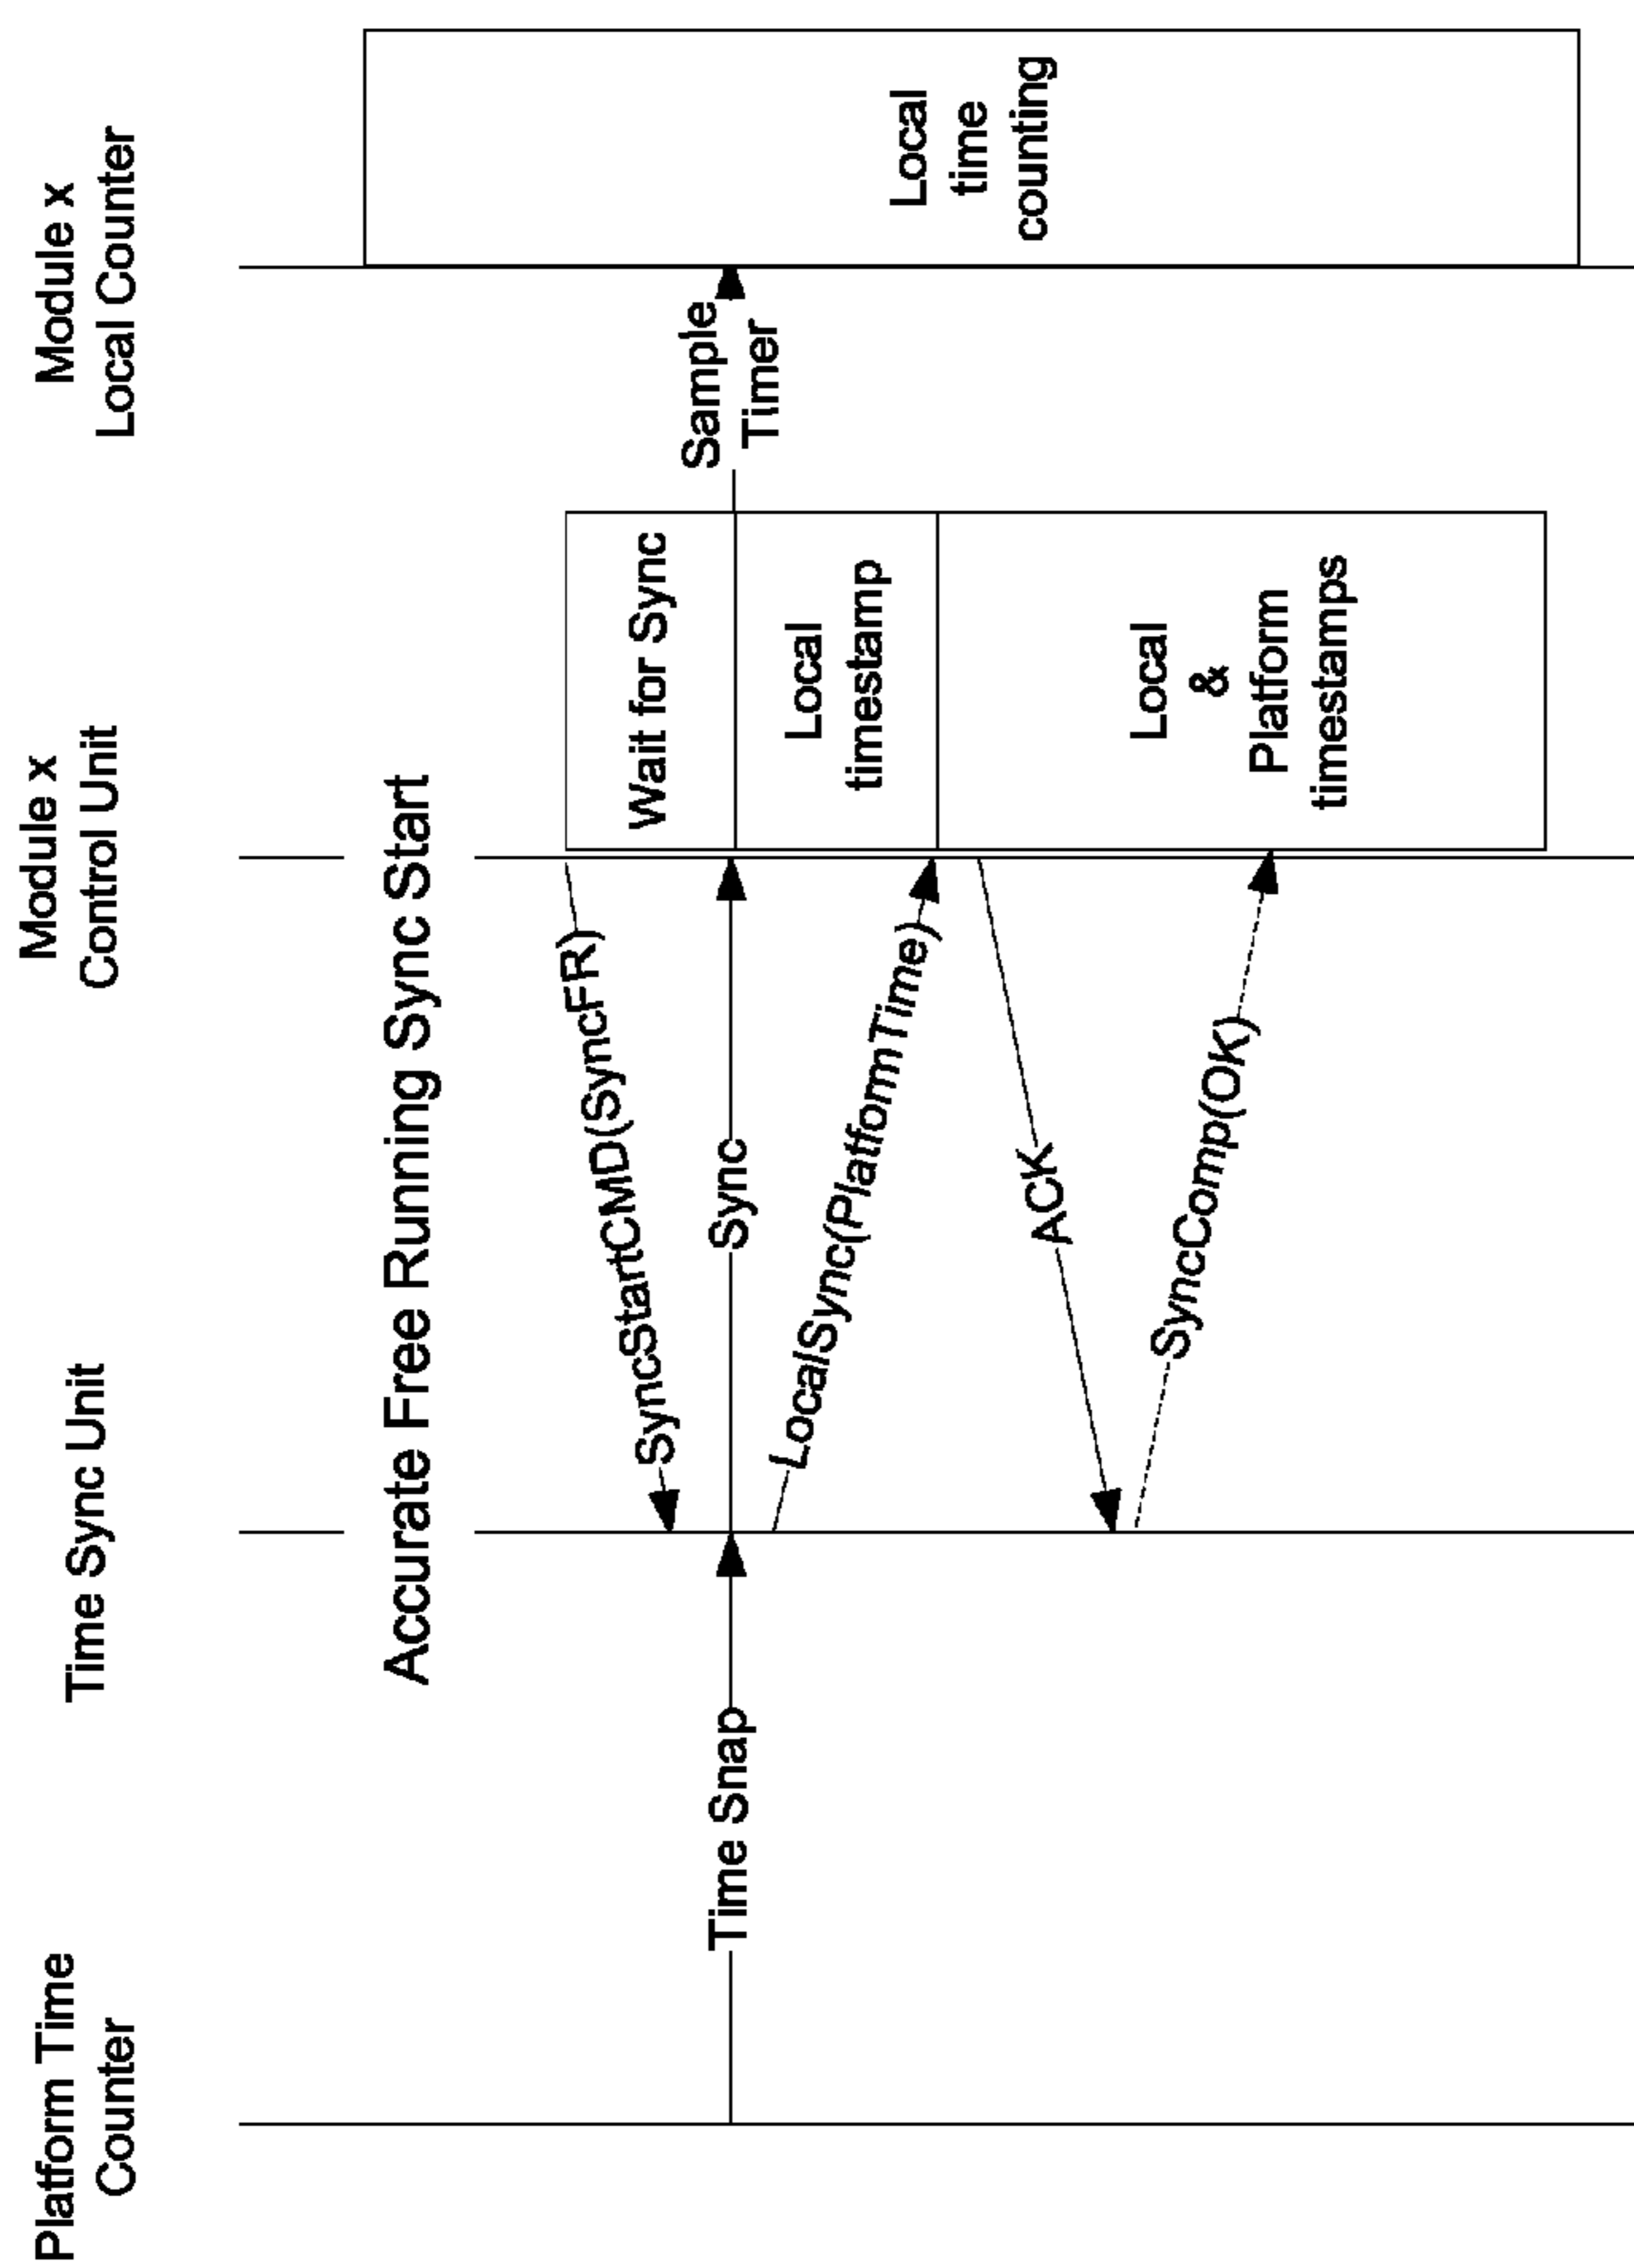 Platform Time
Counter
Time Sync Unit
Module x
Control Unit
Module x
Local Counter
Accurate Free Running Sync Start
SyncStartCMD(SyncFR)
Wait for Sync
Time Snap
Sync
Sample
Timer
LocalSync(PlatformTime)
Local
timestamp
Local
time
counting
ACK
SyncComp(OK)
Local
&
Platform
timestamps